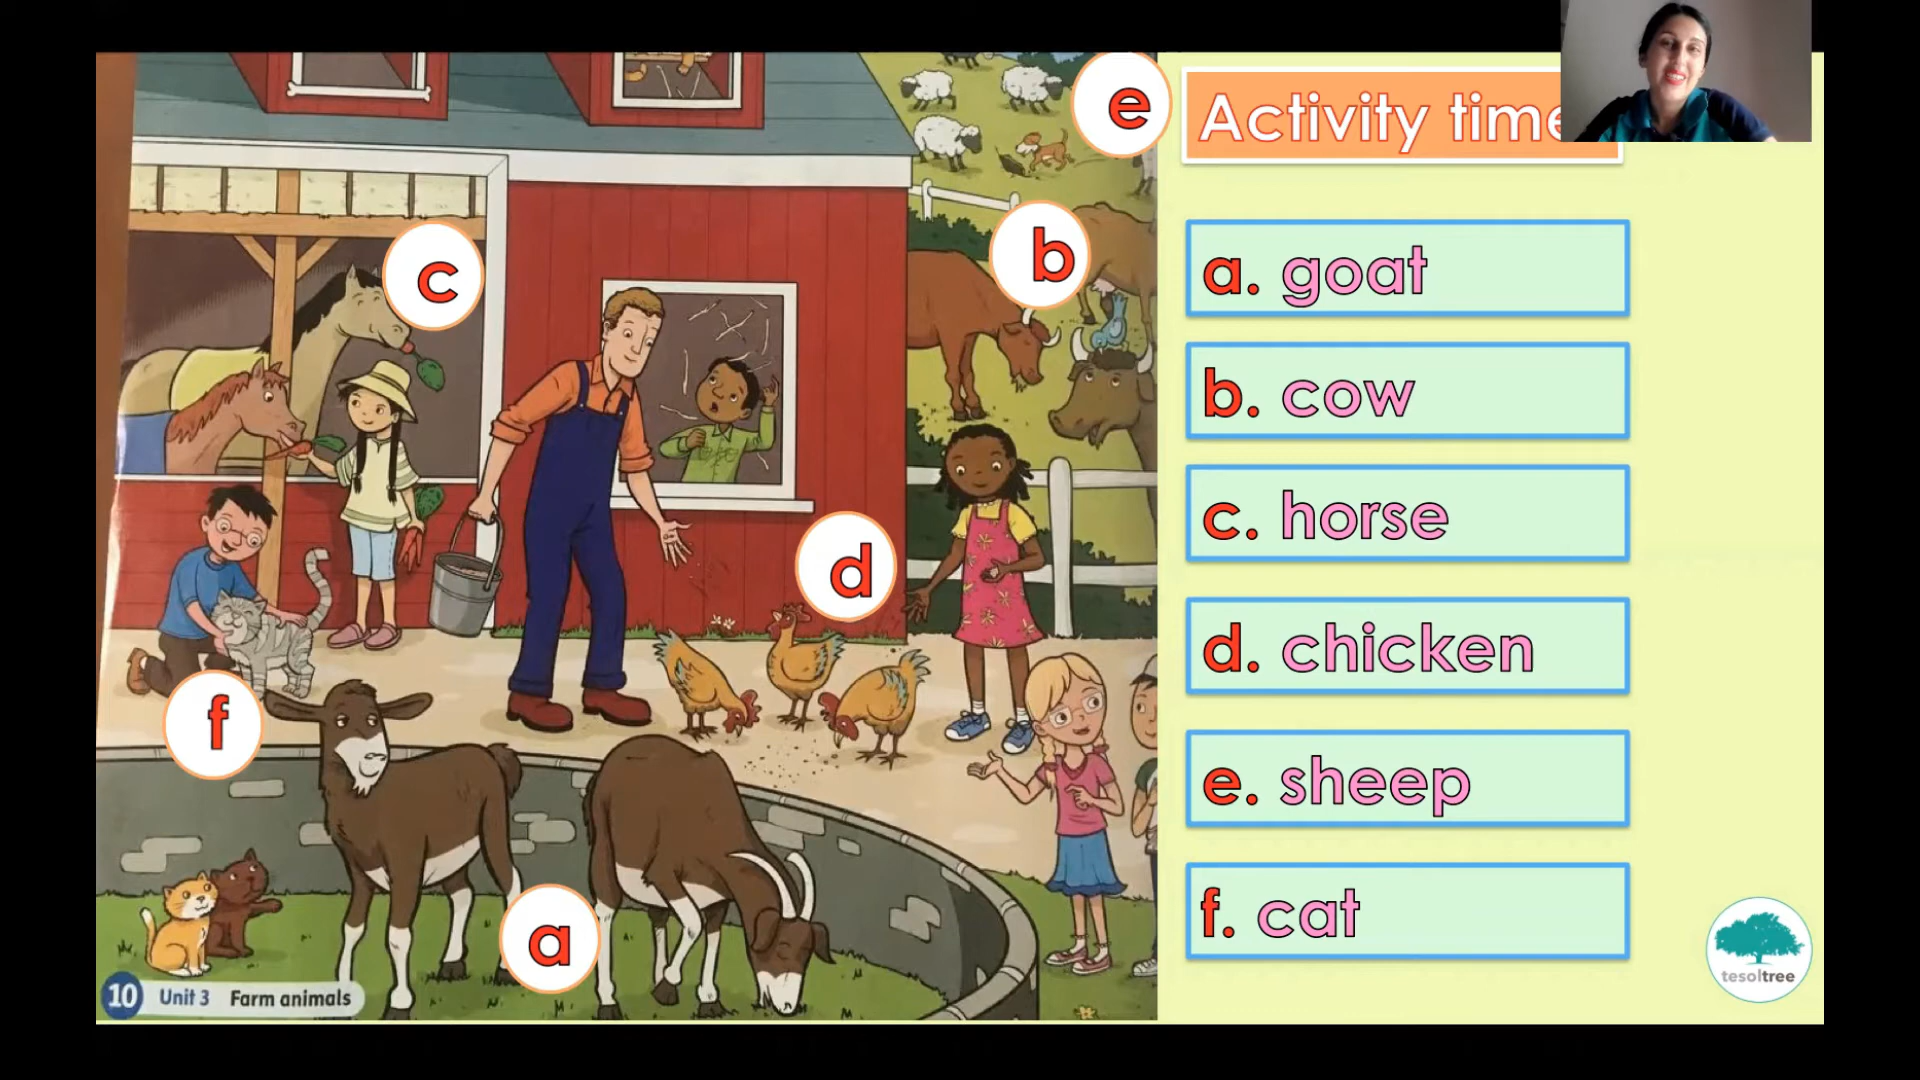 e
c
b
d
f
a
10 Unit 3 Farm animals
Activity time
a. goat
b. cow
c. horse
d. chicken
e. sheep
f. cat
tesoltree